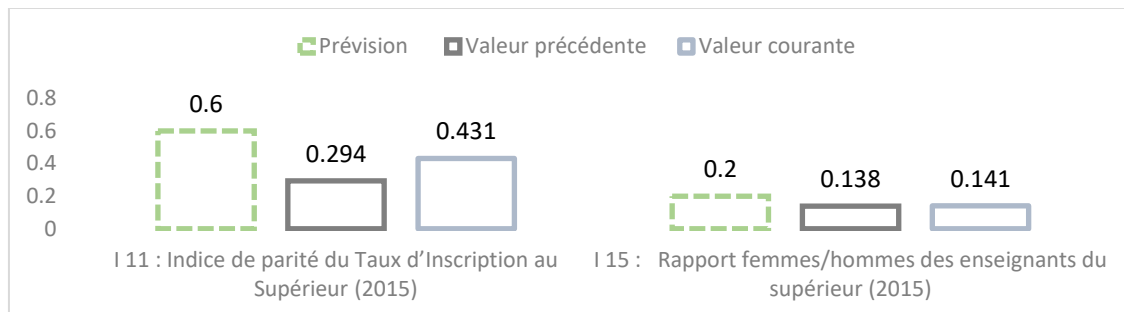 Prévision Valeur précédente Valeur courante
0.8
0.6
0.4
0.2
0
0.6
0.294
0.431
0.2
0.138
0.141
I 11 : Indice de parité du Taux d’Inscription au
Supérieur (2015)
I 15 : Rapport femmes/hommes des enseignants du
supérieur (2015)